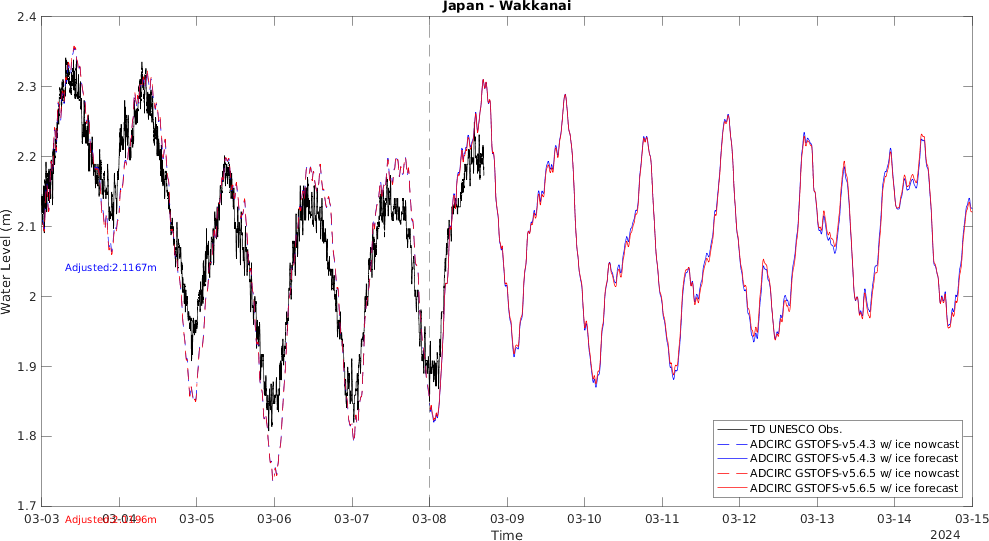 Japan - Wakkanai
2.4
2.3
2.2
2.1
2
1.9
1.8
1.7
Water Level (m)
Adjusted:2.1167m
TD UNESCO Obs.
ADCIRC GSTOFS-v5.4.3 w/ ice nowcast
ADCIRC GSTOFS-v5.4.3 w/ ice forecast
ADCIRC GSTOFS-v5.6.5 w/ ice nowcast
ADCIRC GSTOFS-v5.6.5 w/ ice forecast
03-03 03-04 03-05 03-06 03-07 03-08 03-09 03-10 03-11 03-12 03-13 03-14 03-15
Time
2024